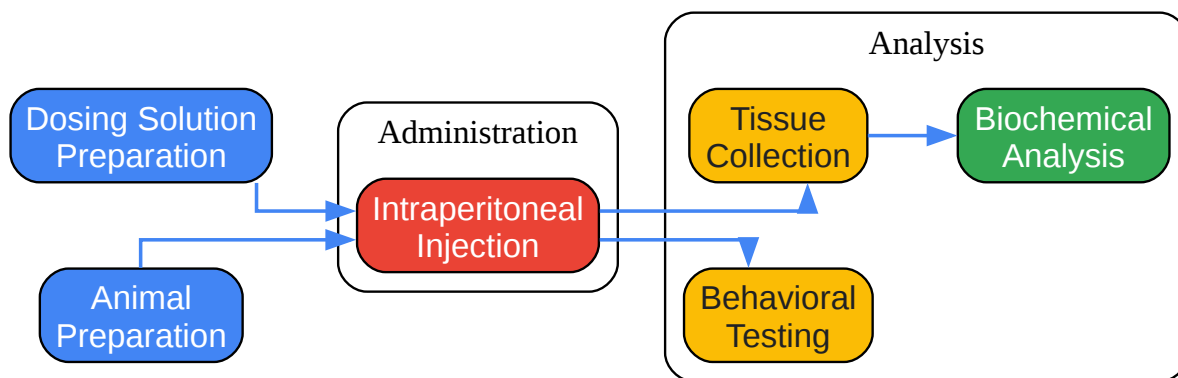 Dosing Solution
Preparation
Animal
Preparation
Administration
Intraperitoneal
Injection
Analysis
Tissue
Collection
Biochemical
Analysis
Behavioral
Testing